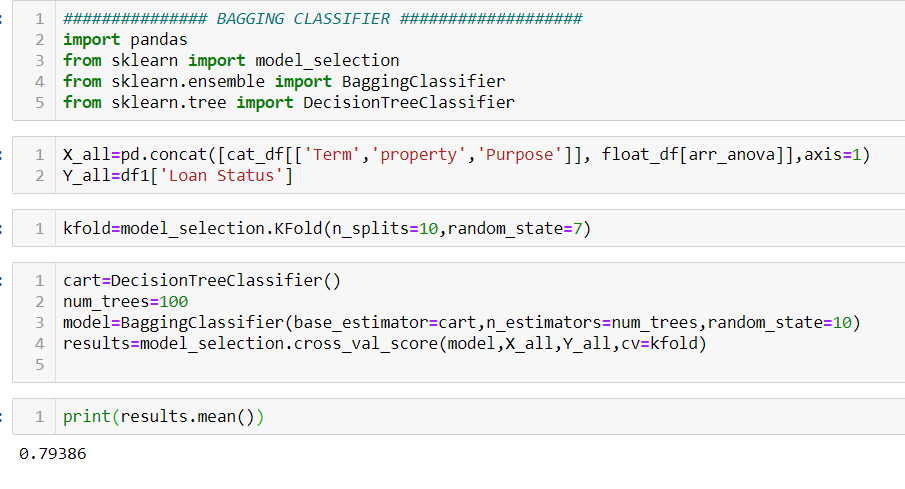 1 ############### BAGGING CLASSIFIER ###################
2 import pandas
3 from sklearn import model_selection
4 from sklearn.ensemble import BaggingClassifier
5 from sklearn.tree import DecisionTreeClassifier
1 X_all=pd.concat([cat_df[['Term','property','Purpose']], float_df[arr_anova]],axis=1)
2 Y_all=df1['Loan Status']
1 kfold=model_selection.KFold(n_splits=10,random_state=7)
1 cart=DecisionTreeClassifier()
2 num_trees=100
3 model=BaggingClassifier(base_estimator=cart,n_estimators=num_trees,random_state=10)
4 results=model_selection.cross_val_score(model,X_all,Y_all,cv=kfold)
5
1 print(results.mean())
0.79386